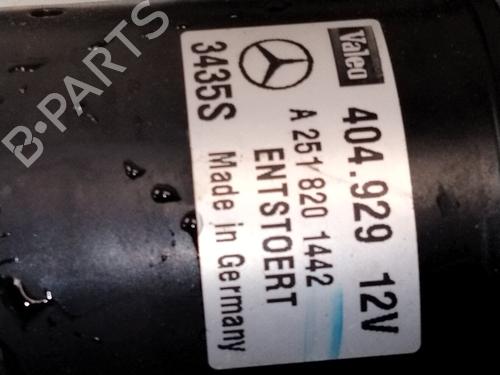 Valeo
404.929 12V
A 251 820 1442
ENTSTOERT
3435S Made in Germany
B-PARTS